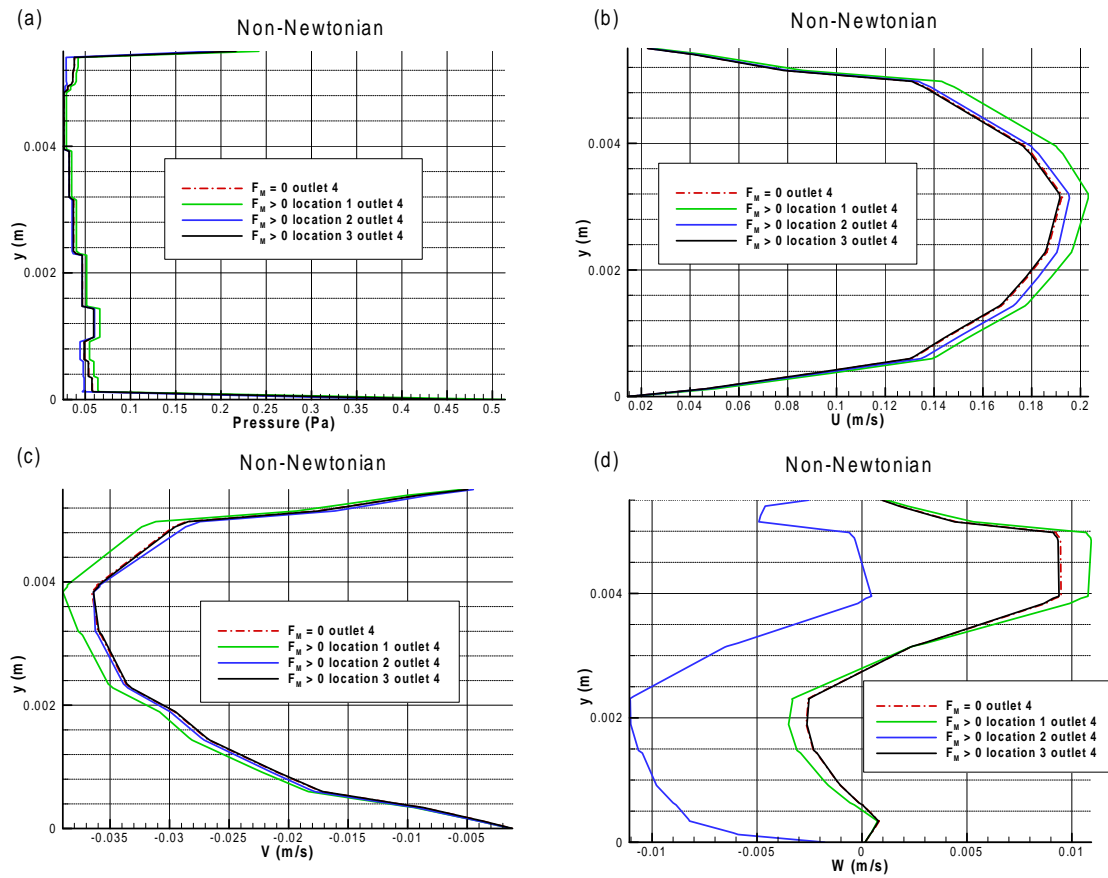 (a)
Non-Newtonian
y (m)
0.004
0.002
0
F_M = 0 outlet 4
F_M > 0 location 1 outlet 4
F_M > 0 location 2 outlet 4
F_M > 0 location 3 outlet 4
0.05 0.1 0.15 0.2 0.25 0.3 0.35 0.4 0.45 0.5
Pressure (Pa)
(b)
Non-Newtonian
y (m)
0.004
0.002
0
F_M = 0 outlet 4
F_M > 0 location 1 outlet 4
F_M > 0 location 2 outlet 4
F_M > 0 location 3 outlet 4
0.02 0.04 0.06 0.08 0.1 0.12 0.14 0.16 0.18 0.2
U (m/s)
(c)
Non-Newtonian
y (m)
0.004
0.002
0
F_M = 0 outlet 4
F_M > 0 location 1 outlet 4
F_M > 0 location 2 outlet 4
F_M > 0 location 3 outlet 4
-0.035 -0.03 -0.025 -0.02 -0.015 -0.01 -0.005
V (m/s)
(d)
Non-Newtonian
y (m)
0.004
0.002
0
F_M = 0 outlet 4
F_M > 0 location 1 outlet 4
F_M > 0 location 2 outlet 4
F_M > 0 location 3 outlet 4
-0.01 -0.005 0 0.005 0.01
W (m/s)